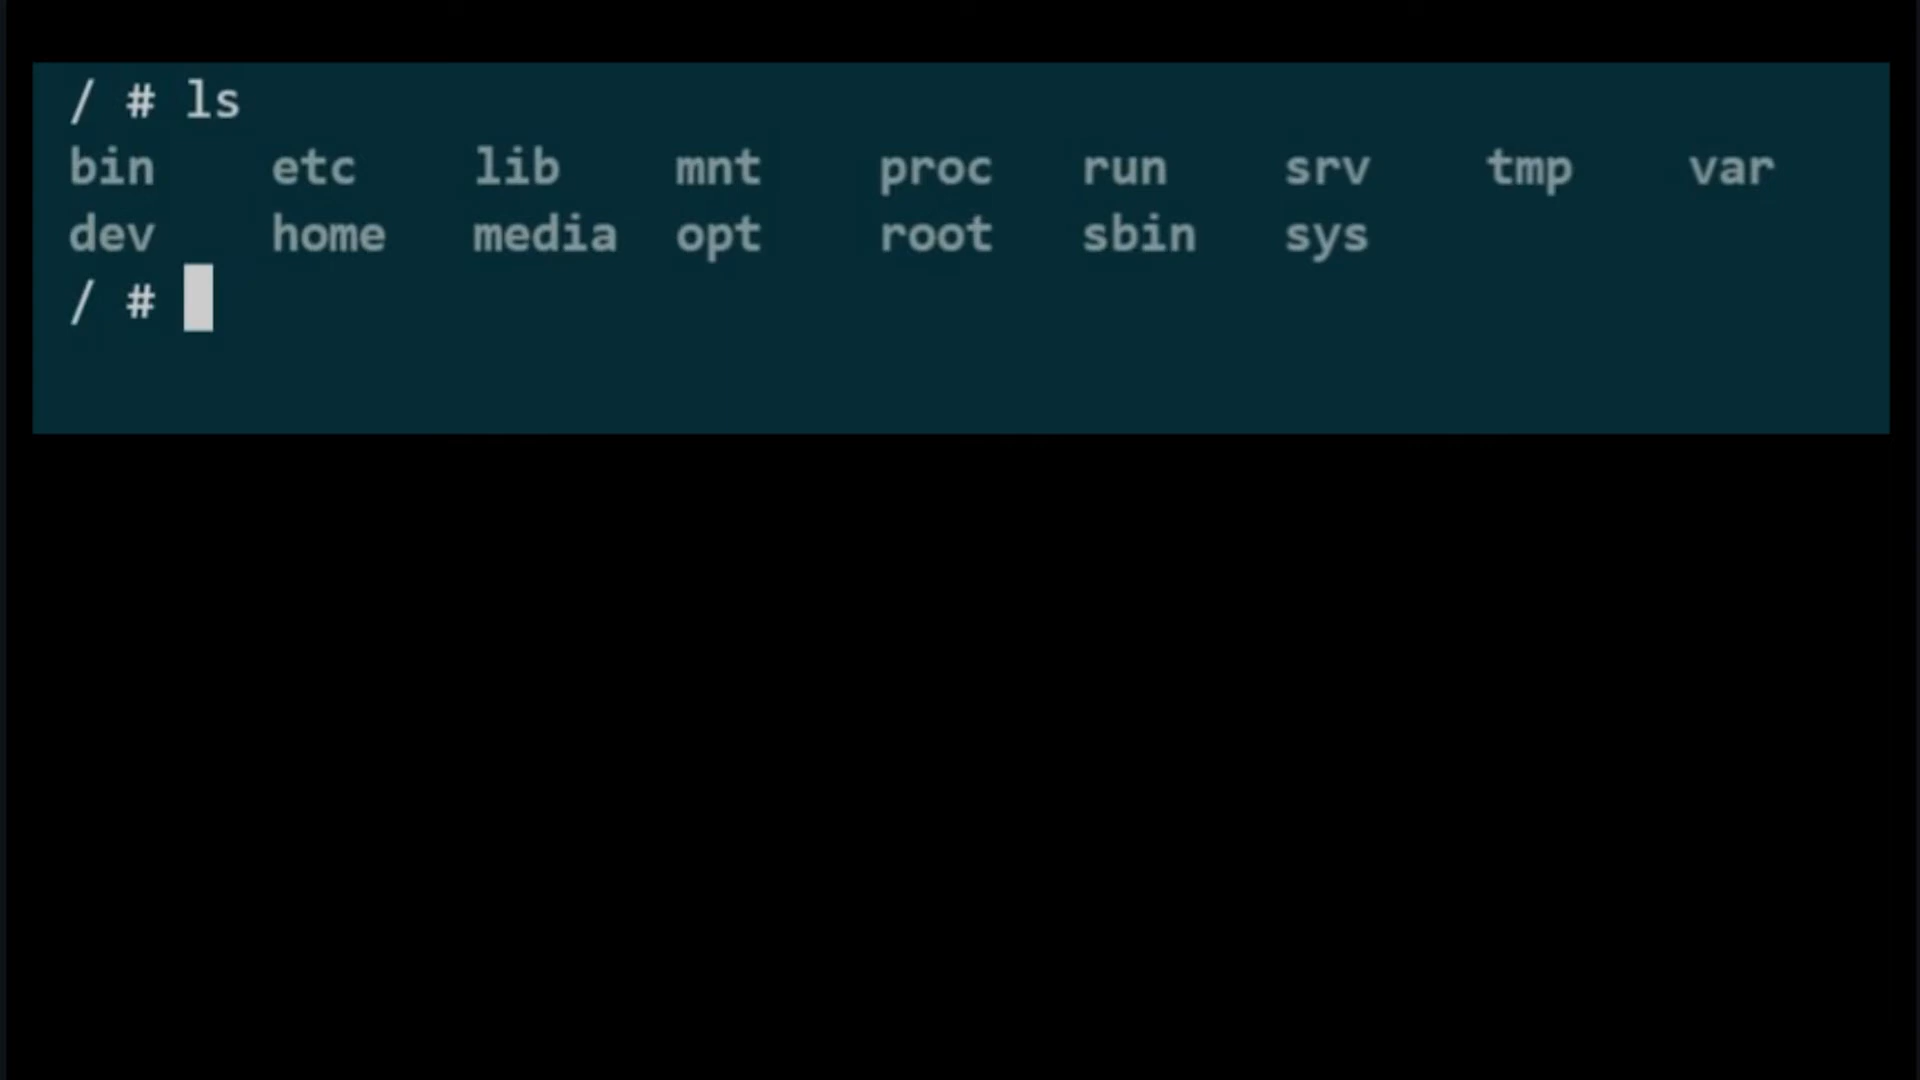 / # ls
bin etc lib mnt proc run srv tmp var
dev home media opt root sbin sys
/ #